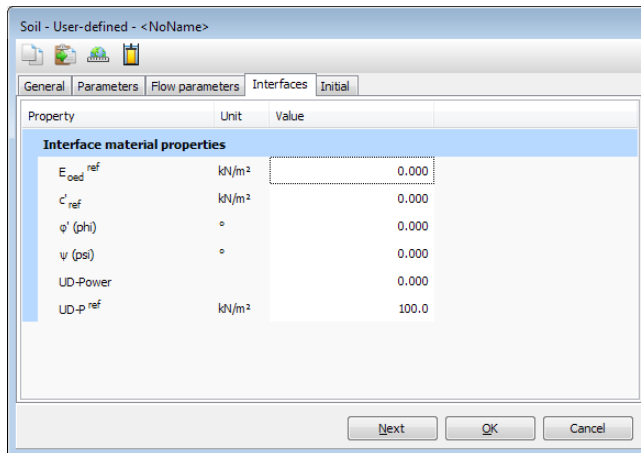 Soil - User-defined - <NoName>
General Parameters Flow parameters Interfaces Initial
Property Unit Value
Interface material properties
E oed ref kN/m² 0.000
c' ref kN/m² 0.000
φ' (phi) ° 0.000
ψ (psi) ° 0.000
UD-Power 0.000
UD-P ref kN/m² 100.0
Next OK Cancel